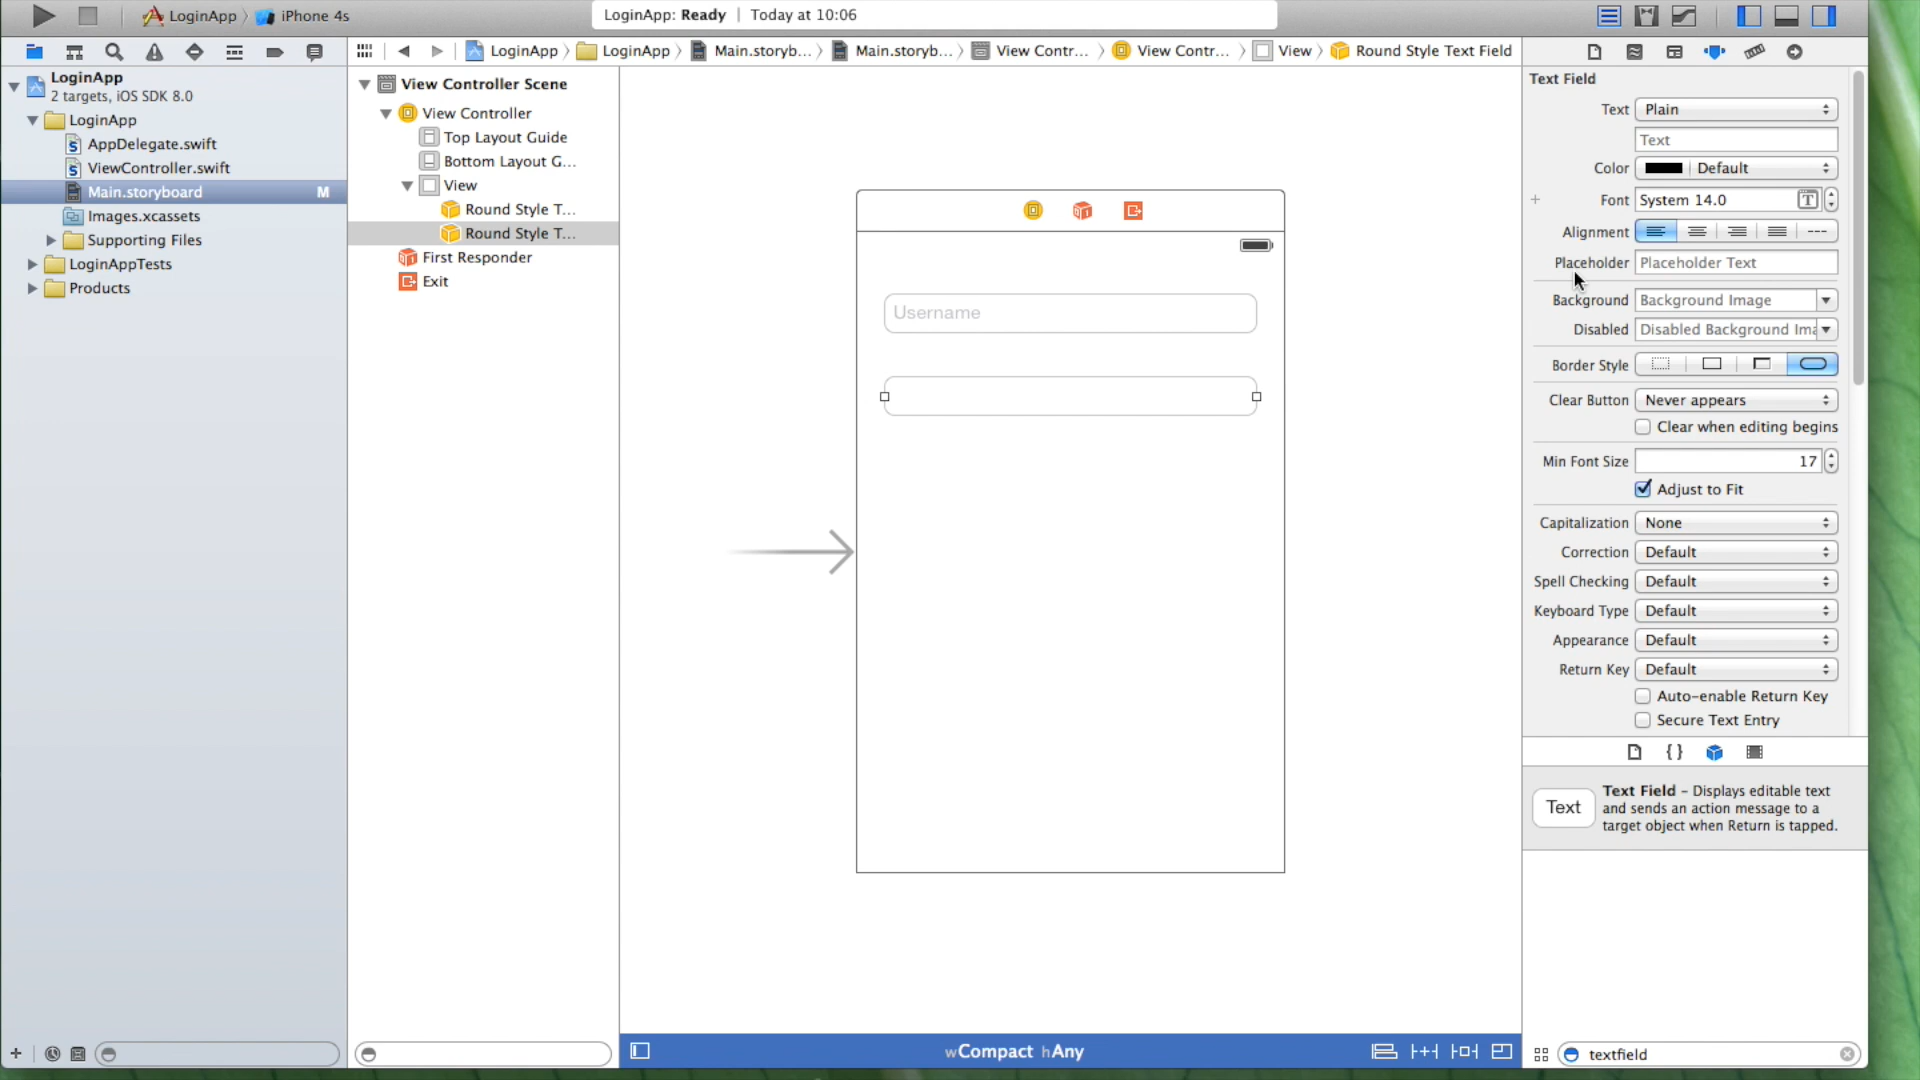 LoginApp iPhone 4s
LoginApp: Ready | Today at 10:06
LoginApp LoginApp Main.storyb... Main.storyb... View Contr... View Contr... View Round Style Text Field
LoginApp
2 targets, iOS SDK 8.0
LoginApp
AppDelegate.swift
ViewController.swift
Main.storyboard M
Images.xcassets
Supporting Files
LoginAppTests
Products
View Controller Scene
View Controller
Top Layout Guide
Bottom Layout G...
View
Round Style T...
Round Style T...
First Responder
Exit
Username
wCompact hAny
Text Field
Text Plain
Text
Color Default
Font System 14.0
Alignment
Placeholder Placeholder Text
Background Background Image
Disabled Disabled Background Ima
Border Style
Clear Button Never appears
Clear when editing begins
Min Font Size 17
Adjust to Fit
Capitalization None
Correction Default
Spell Checking Default
Keyboard Type Default
Appearance Default
Return Key Default
Auto-enable Return Key
Secure Text Entry
Text
Text Field - Displays editable text
and sends an action message to a
target object when Return is tapped.
textfield